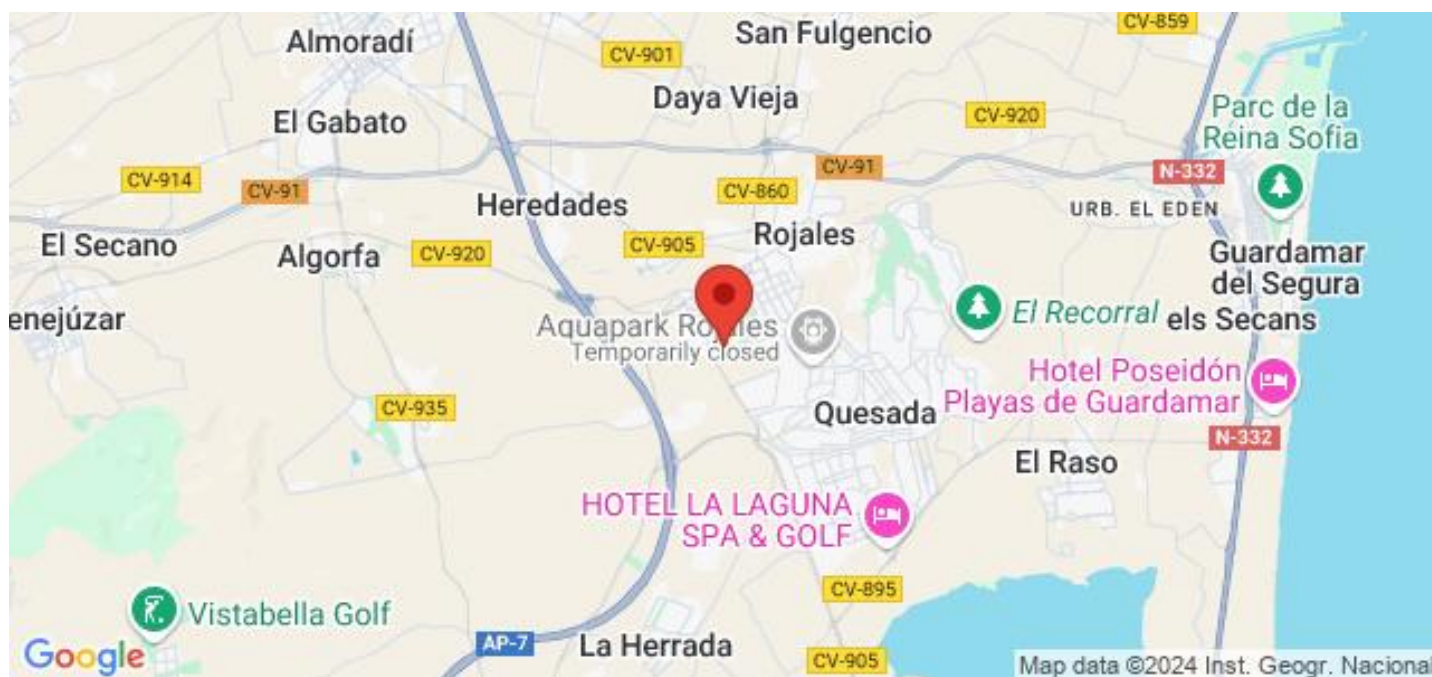 CV-859
Almoradí
San Fulgencio
CV-901
Daya Vieja
CV-920
Parc de la
Reina Sofia
El Gabato
CV-914
CV-91
CV-91
N-332
CV-860
Heredades
URB. EL EDEN
El Secano
Algorfa
CV-920
CV-905
Rojales
Guardamar
del Segura
enejúzar
Aquapark Rojales
Temporarily closed
El Recorral
els Secans
Hotel Poseidón
Playas de Guardamar
CV-935
Quesada
N-332
El Raso
HOTEL LA LAGUNA
SPA & GOLF
CV-895
Vistabella Golf
AP-7
La Herrada
CV-905
Google
Map data ©2024 Inst. Geogr. Nacional